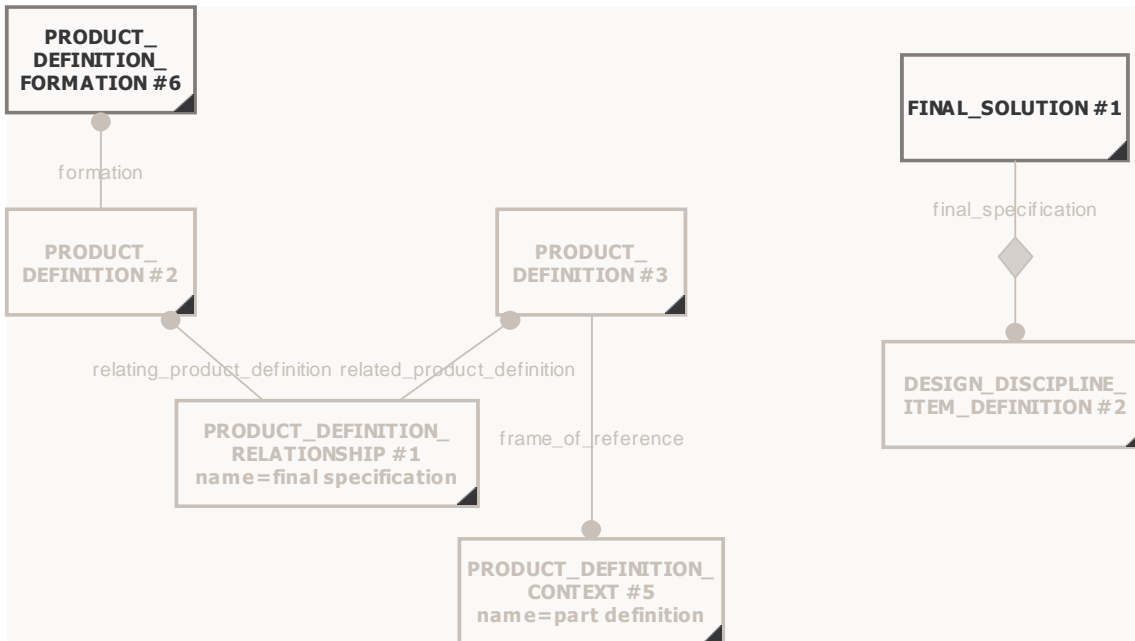 PRODUCT_
DEFINITION_
FORMATION #6
FINAL_SOLUTION #1
formation
final_specification
PRODUCT_
DEFINITION #2
PRODUCT_
DEFINITION #3
relating_product_definition
related_product_definition
DESIGN_DISCIPLINE_
ITEM_DEFINITION #2
PRODUCT_DEFINITION_
RELATIONSHIP #1
name=final specification
frame_of_reference
PRODUCT_DEFINITION_
CONTEXT #5
name=part definition